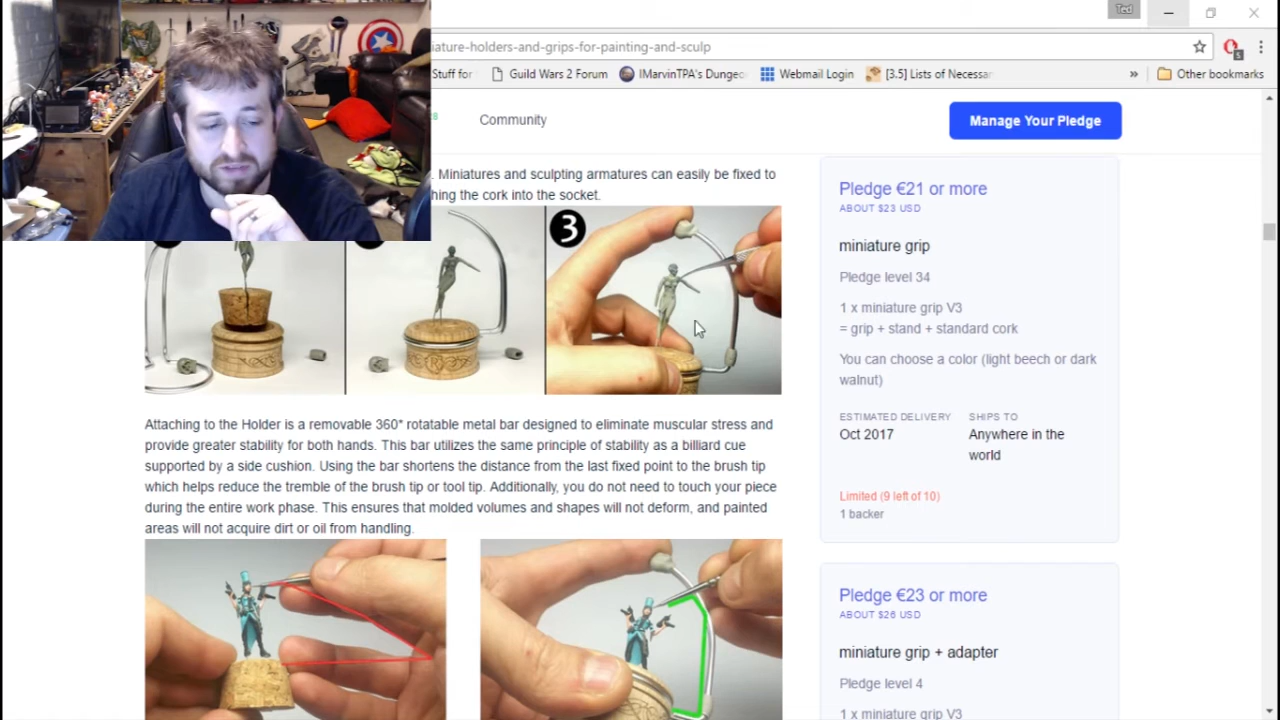 Ted
iature-holders-and-grips-for-painting-and-sculp
5
Stuff for
Guild Wars 2 Forum
IMarvinTPA's Dunge
Webmail Login
[3.5] Lists of Necessar
»
Other bookmarks
Community
Manage Your Pledge
. Miniatures and sculpting armatures can easily be fixed to
hing the cork into the socket.
3
Attaching to the Holder is a removable 360° rotatable metal bar designed to eliminate muscular stress and
provide greater stability for both hands. This bar utilizes the same principle of stability as a billiard cue
supported by a side cushion. Using the bar shortens the distance from the last fixed point to the brush tip
which helps reduce the tremble of the brush tip or tool tip. Additionally, you do not need to touch your piece
during the entire work phase. This ensures that molded volumes and shapes will not deform, and painted
areas will not acquire dirt or oil from handling.
Pledge €21 or more
ABOUT $23 USD
miniature grip
Pledge level 34
1 x miniature grip V3
= grip + stand + standard cork
You can choose a color (light beech or dark
walnut)
ESTIMATED DELIVERY
Oct 2017
SHIPS TO
Anywhere in the
world
Limited (9 left of 10)
1 backer
Pledge €23 or more
ABOUT $26 USD
miniature grip + adapter
Pledge level 4
1 x miniature grip V3